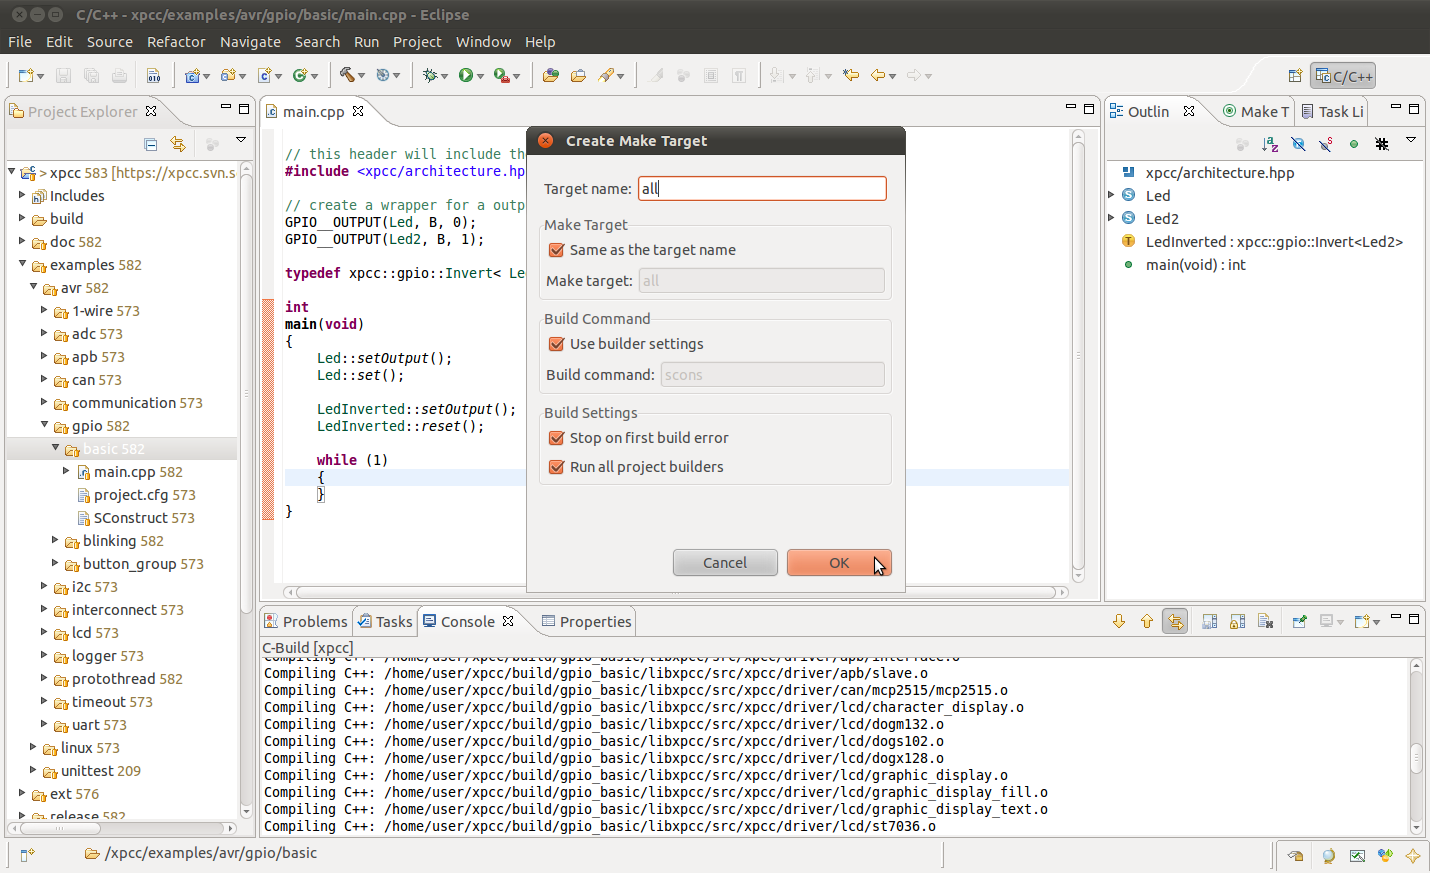 C/C++ - xpcc/examples/avr/gpio/basic/main.cpp - Eclipse
File Edit Source Refactor Navigate Search Run Project Window Help
C/C++
Project Explorer
> xpcc 583 [https://xpcc.svn.s
Includes
build
doc 582
examples 582
avr 582
1-wire 573
adc 573
apb 573
can 573
communication 573
gpio 582
basic 582
main.cpp 582
project.cfg 573
SConstruct 573
blinking 582
button_group 573
i2c 573
interconnect 573
lcd 573
logger 573
protothread 582
timeout 573
uart 573
linux 573
unittest 209
ext 576
release 582
main.cpp
// this header will include th
#include <xpcc/architecture.hp
// create a wrapper for a outp
GPIO__OUTPUT(Led, B, 0);
GPIO__OUTPUT(Led2, B, 1);
typedef xpcc::gpio::Invert< Le
int
main(void)
{
Led::setOutput();
Led::set();
LedInverted::setOutput();
LedInverted::reset();
while (1)
{
}
}
Create Make Target
Target name: all
Make Target
Same as the target name
Make target: all
Build Command
Use builder settings
Build command: scons
Build Settings
Stop on first build error
Run all project builders
Cancel OK
Outlin Make T Task Li
xpcc/architecture.hpp
Led
Led2
LedInverted : xpcc::gpio::Invert<Led2>
main(void) : int
Problems Tasks Console Properties
C-Build [xpcc]
Compiling C++: /home/user/xpcc/build/gpio_basic/libxpcc/src/xpcc/driver/apb/interface.o
Compiling C++: /home/user/xpcc/build/gpio_basic/libxpcc/src/xpcc/driver/apb/slave.o
Compiling C++: /home/user/xpcc/build/gpio_basic/libxpcc/src/xpcc/driver/can/mcp2515/mcp2515.o
Compiling C++: /home/user/xpcc/build/gpio_basic/libxpcc/src/xpcc/driver/lcd/character_display.o
Compiling C++: /home/user/xpcc/build/gpio_basic/libxpcc/src/xpcc/driver/lcd/dogm132.o
Compiling C++: /home/user/xpcc/build/gpio_basic/libxpcc/src/xpcc/driver/lcd/dogs102.o
Compiling C++: /home/user/xpcc/build/gpio_basic/libxpcc/src/xpcc/driver/lcd/dogx128.o
Compiling C++: /home/user/xpcc/build/gpio_basic/libxpcc/src/xpcc/driver/lcd/graphic_display.o
Compiling C++: /home/user/xpcc/build/gpio_basic/libxpcc/src/xpcc/driver/lcd/graphic_display_fill.o
Compiling C++: /home/user/xpcc/build/gpio_basic/libxpcc/src/xpcc/driver/lcd/graphic_display_text.o
Compiling C++: /home/user/xpcc/build/gpio_basic/libxpcc/src/xpcc/driver/lcd/st7036.o
/xpcc/examples/avr/gpio/basic